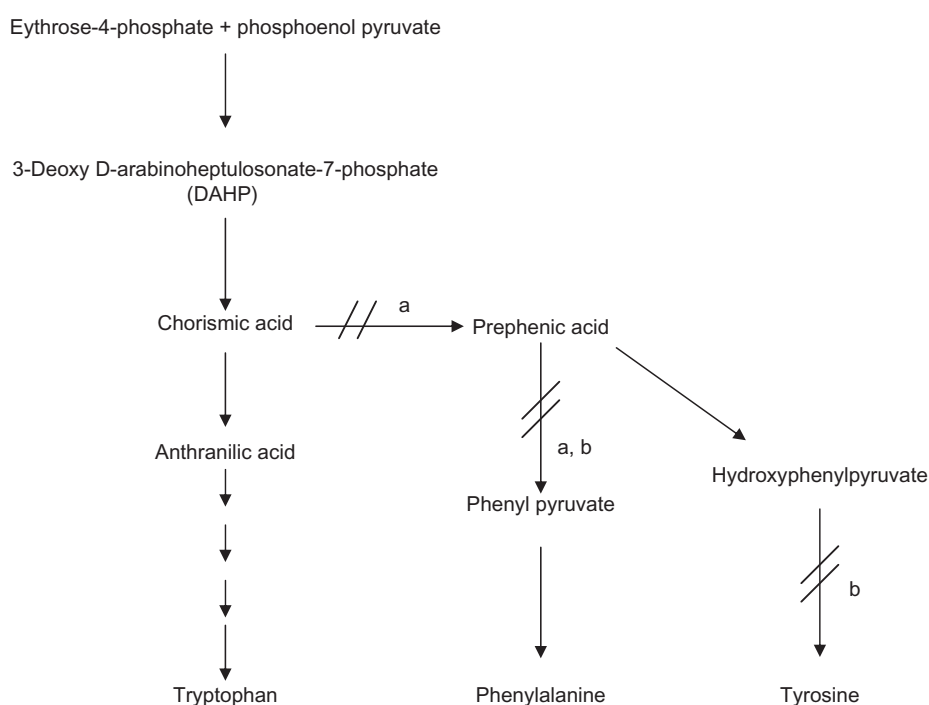 Eythrose-4-phosphate + phosphoenol pyruvate
3-Deoxy D-arabinoheptulosonate-7-phosphate
(DAHP)
Chorismic acid
a
Prephenic acid
Anthranilic acid
a, b
Hydroxyphenylpyruvate
Phenyl pyruvate
b
Tryptophan
Phenylalanine
Tyrosine